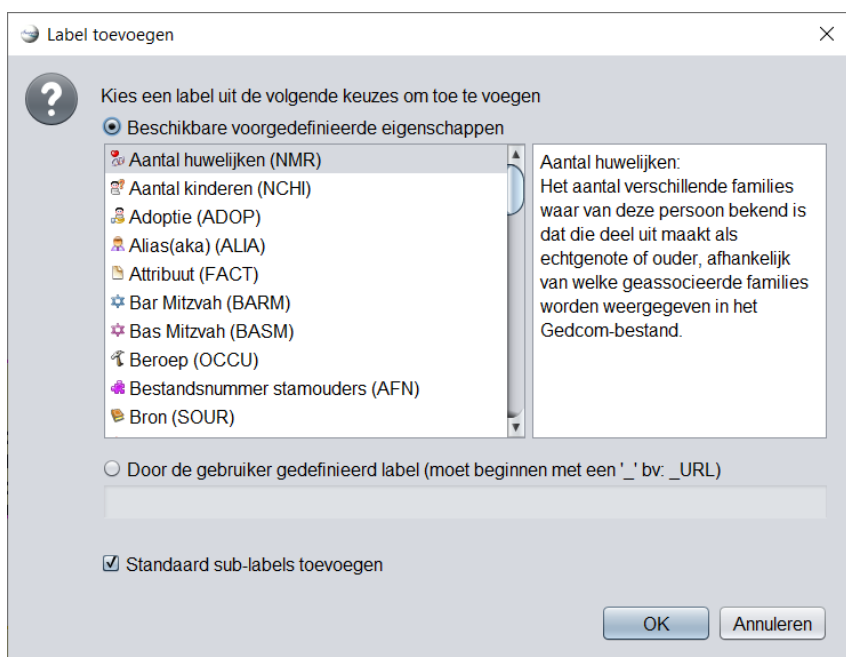 Label toevoegen
Kies een label uit de volgende keuzes om toe te voegen
Beschikbare voorgedefinieerde eigenschappen
Aantal huwelijken (NMR)
Aantal kinderen (NCHI)
Adoptie (ADOP)
Alias(aka) (ALIA)
Attribuut (FACT)
Bar Mitzvah (BARM)
Bas Mitzvah (BASM)
Beroep (OCCU)
Bestandsnummer stamouders (AFN)
Bron (SOUR)
Aantal huwelijken:
Het aantal verschillende families
waar van deze persoon bekend is
dat die deel uit maakt als
echtgenote of ouder, afhankelijk
van welke geassocieerde families
worden weergegeven in het
Gedcom-bestand.
Door de gebruiker gedefinieerd label (moet beginnen met een '_' bv: _URL)
Standaard sub-labels toevoegen
OK
Annuleren